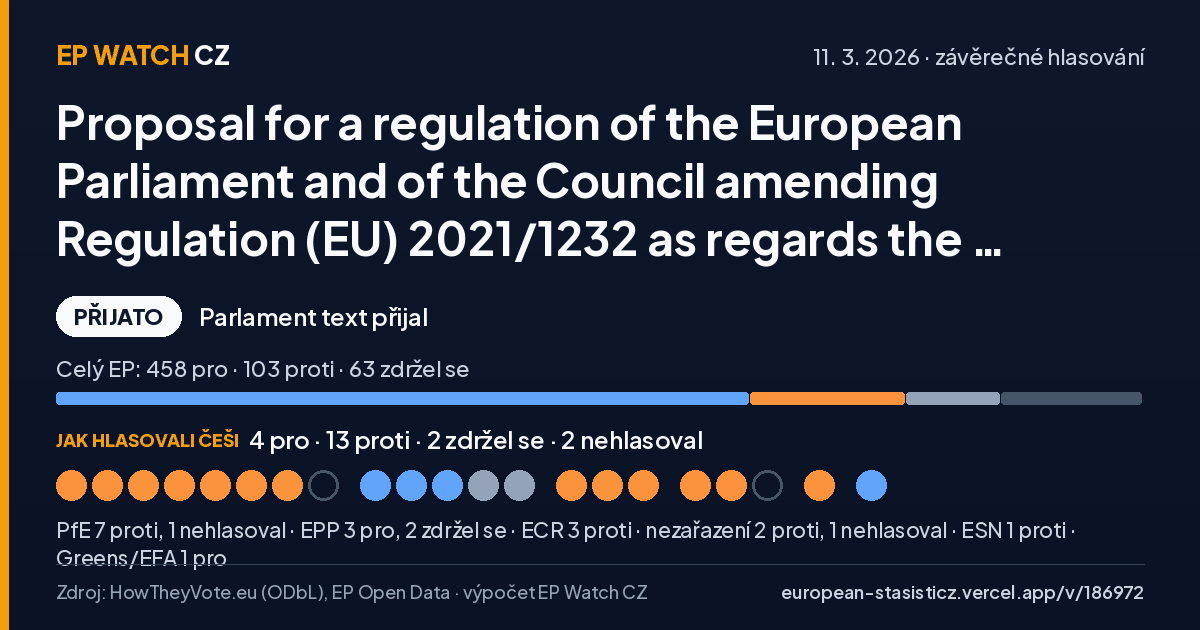 EP WATCH CZ
11. 3. 2026 · závěrečné hlasování
Proposal for a regulation of the European
Parliament and of the Council amending
Regulation (EU) 2021/1232 as regards the …
PŘIJATO Parlament text přijal
Celý EP: 458 pro · 103 proti · 63 zdržel se
JAK HLASOVALI ČEŠI 4 pro · 13 proti · 2 zdržel se · 2 nehlasoval
PfE 7 proti, 1 nehlasoval · EPP 3 pro, 2 zdržel se · ECR 3 proti · nezařazení 2 proti, 1 nehlasoval · ESN 1 proti ·
Greens/EFA 1 pro
Zdroj: HowTheyVote.eu (ODbL), EP Open Data · výpočet EP Watch CZ
european-stasisticz.vercel.app/v/186972